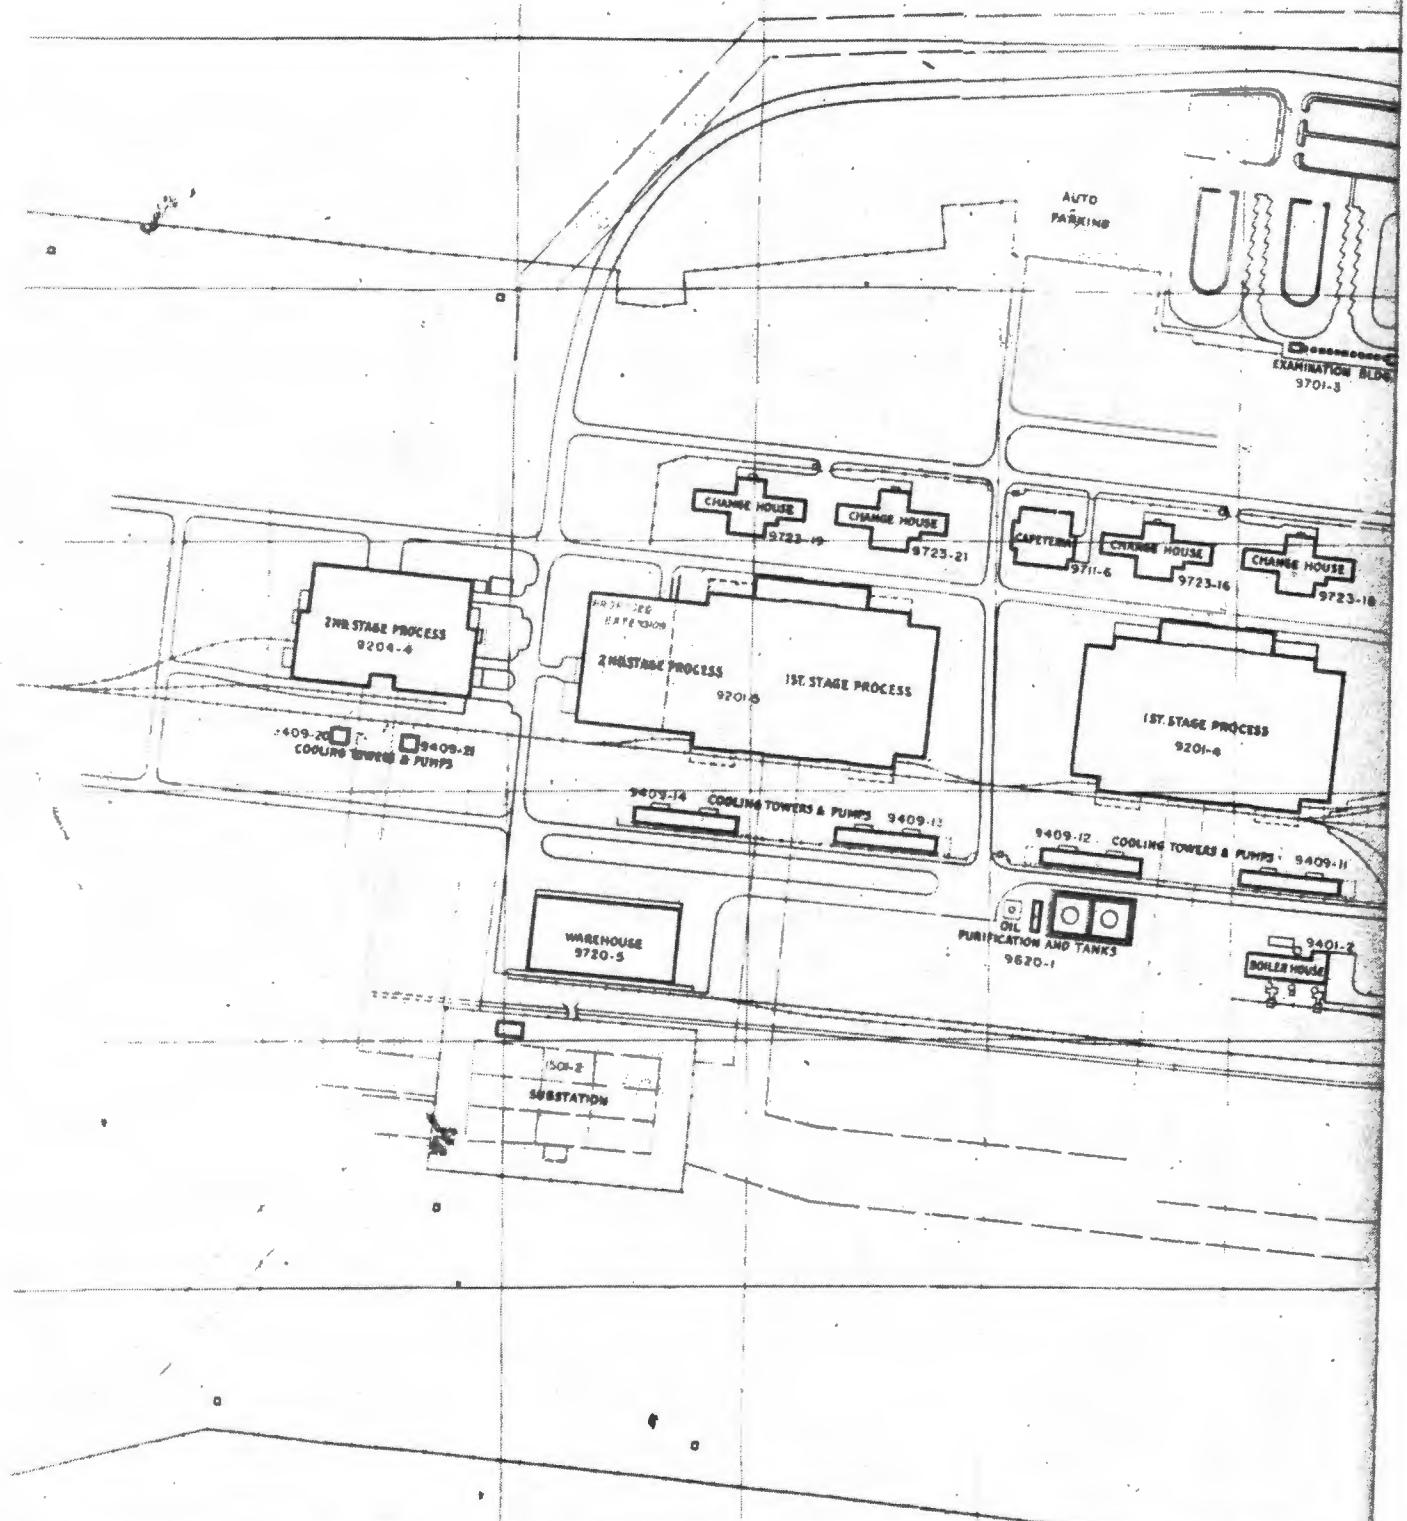 AUTO
PARKING
EXAMINATION BLDG.
9701-3
CHANGE HOUSE
9723-19
CHANGE HOUSE
9723-21
CAFETERIA
9711-6
CHANGE HOUSE
9723-16
CHANGE HOUSE
9723-18
2ND STAGE PROCESS
9204-4
PROPOSED
EXTENSION
2ND STAGE PROCESS
9201-5
1ST. STAGE PROCESS
1ST. STAGE PROCESS
9201-4
9409-20
9409-21
COOLING TOWERS & PUMPS
9409-14
COOLING TOWERS & PUMPS
9409-13
9409-12
COOLING TOWERS & PUMPS
9409-11
WAREHOUSE
9720-5
OIL
PURIFICATION AND TANKS
9620-1
9401-2
BOILER HOUSE
1501-2
SUBSTATION